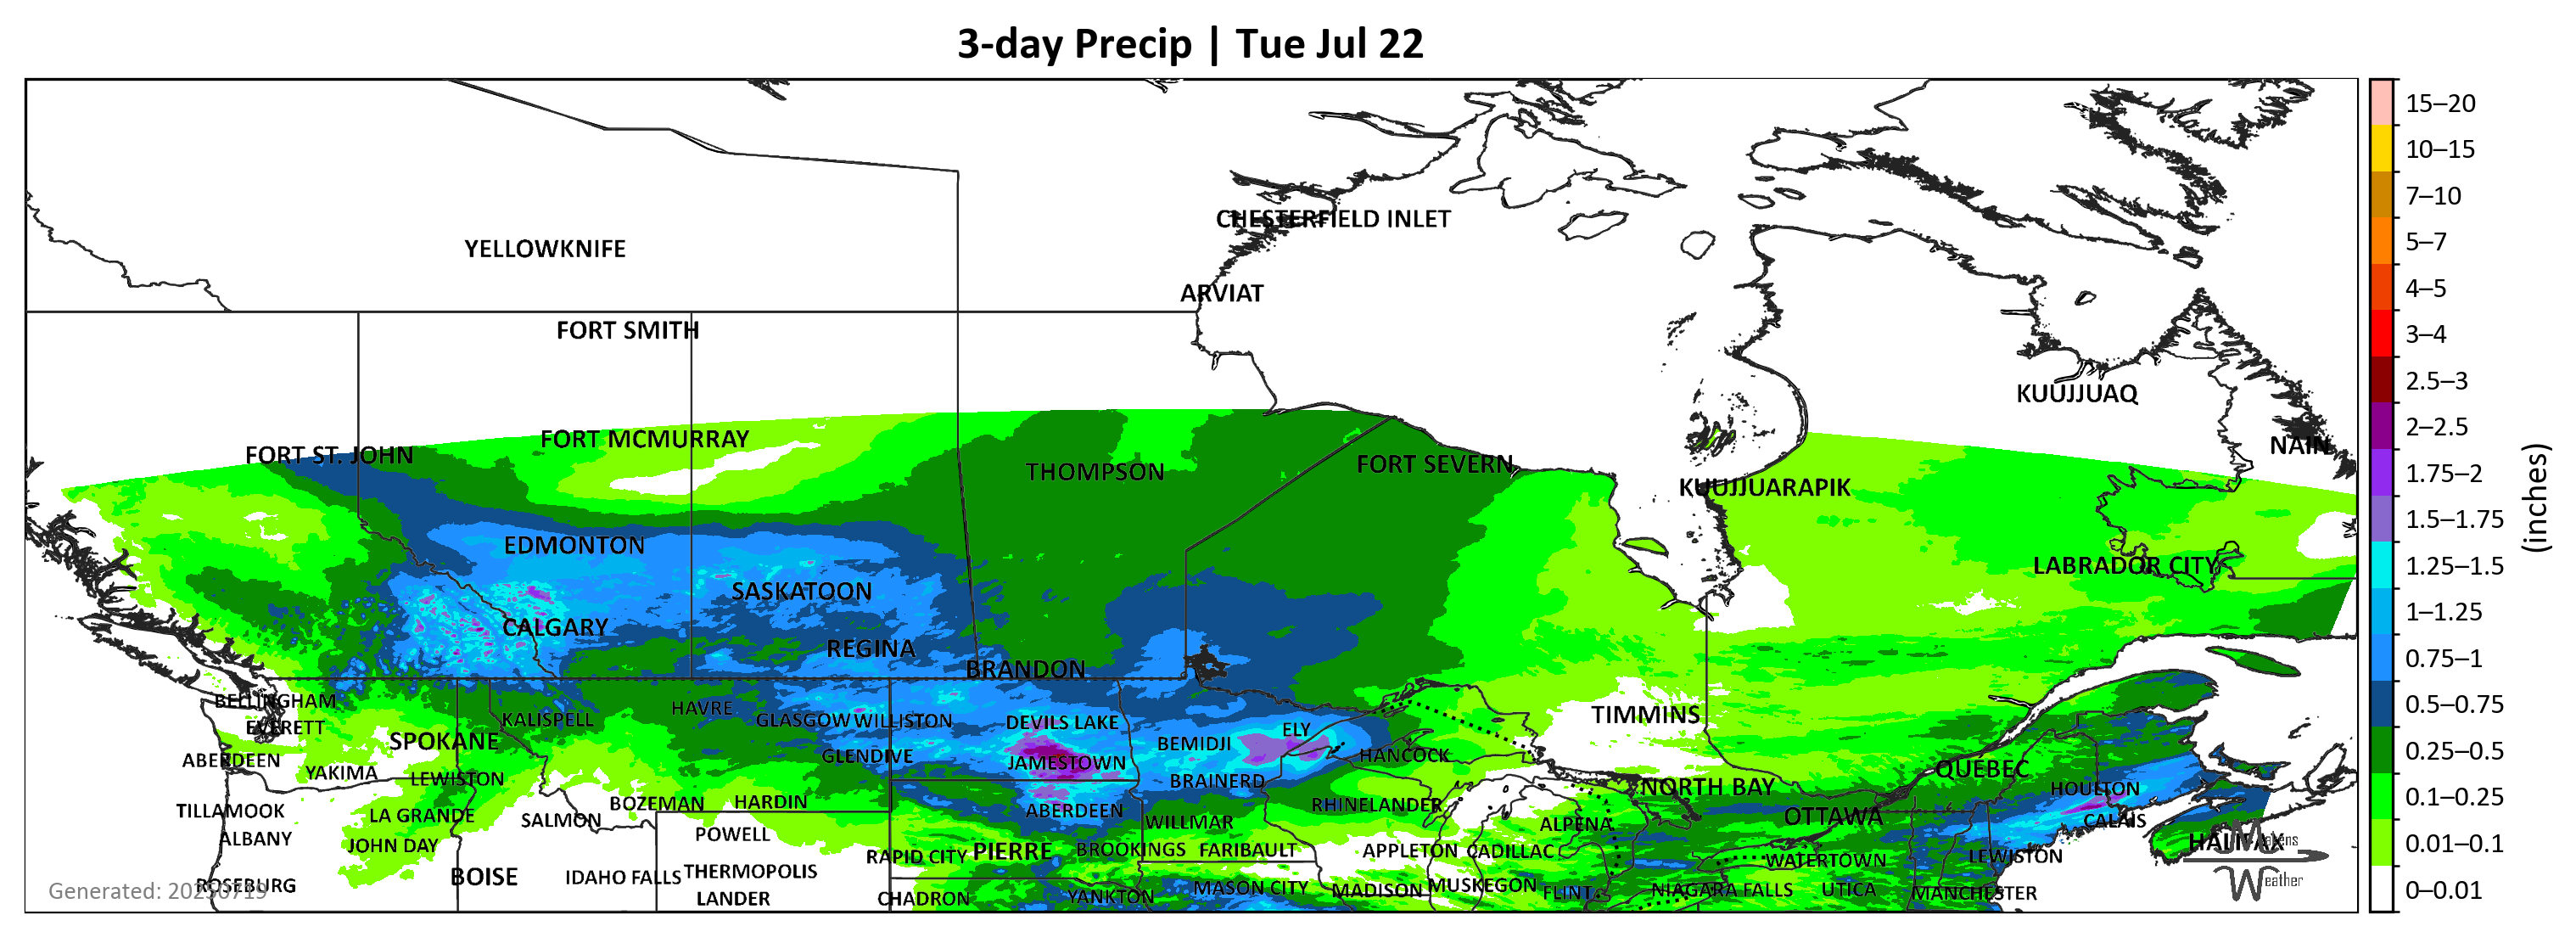 3-day Precip | Tue Jul 22
CHESTERFIELD INLET
YELLOWKNIFE
ARVIAT
FORT SMITH
KUUJJUAQ
FORT MCMURRAY
NAIN
FORT ST. JOHN
THOMPSON
FORT SEVERN
KUUJJUARAPIK
EDMONTON
LABRADOR CITY
SASKATOON
CALGARY
REGINA
BRANDON
BELLINGHAM
HAVRE
KALISPELL
GLASGOW
WILLISTON
DEVILS LAKE
TIMMINS
EVERETT
ELY
SPOKANE
BEMIDJI
GLENDIVE
HANCOCK
ABERDEEN
JAMESTOWN
QUÉBEC
YAKIMA
LEWISTON
BRAINERD
NORTH BAY
HOULTON
BOZEMAN
HARDIN
RHINELANDER
TILLAMOOK
LA GRANDE
SALMON
ABERDEEN
WILLMAR
ALPENA
OTTAWA
CALAIS
ALBANY
JOHN DAY
POWELL
HALIFAX
RAPID CITY
PIERRE
BROOKINGS
FARIBAULT
APPLETON
CADILLAC
WATERTOWN
LEWISTON
BOISE
IDAHO FALLS
THERMOPOLIS
ROSEBURG
MASON CITY
MADISON
MUSKEGON
FLINT
NIAGARA FALLS
UTICA
MANCHESTER
LANDER
CHADRON
YANKTON
Generated: 20250719
Weather
15–20
10–15
7–10
5–7
4–5
3–4
2.5–3
2–2.5
1.75–2
1.5–1.75
1.25–1.5
1–1.25
0.75–1
0.5–0.75
0.25–0.5
0.1–0.25
0.01–0.1
0–0.01
(inches)